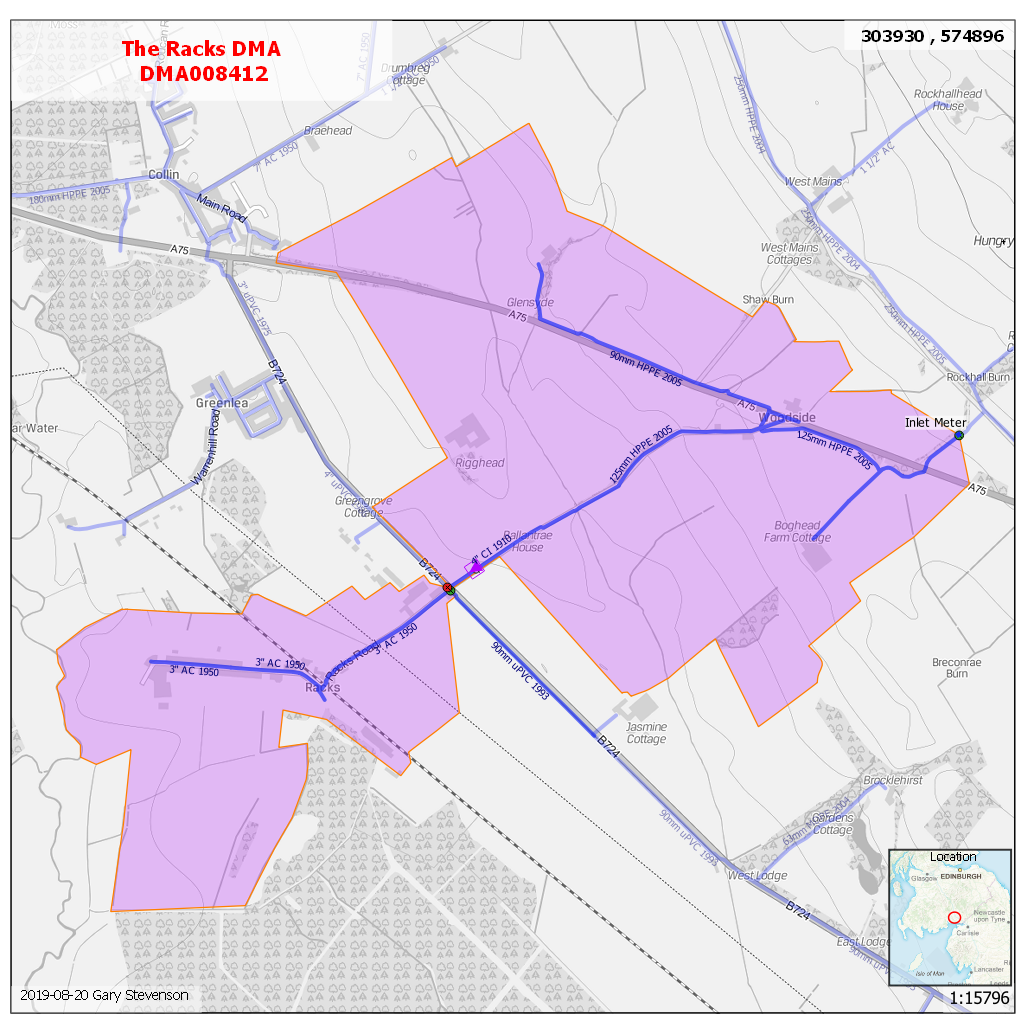 Moss
The Racks DMA
DMA008412
303930 , 574896
7" AC 1950
Drumbreg
Cottage
250mm HPPE 2004
Rockhallhead
House
Braehead
7" AC 1950
1 1/2" AC
Collin
West Mains
180mm HPPE 2005
Main Road
250mm HPPE 2004
A75
Hungry
West Mains
Cottages
3" uPVC 1975
Glenslyde
A75
Shaw Burn
250mm HPPE 2005
90mm HPPE 2005
B724
Rockhall Burn
Greenlea
A75
Woodside
Inlet Meter
ar Water
Warrenhill Road
125mm HPPE 2005
125mm HPPE 2005
Rigghead
A75
4" uPVC
Greengrove
Cottage
Boghead
Farm Cottage
Ballantrae
House
4" CI 1910
B724
3" AC 1950
Racks Road
3" AC 1950
3" AC 1950
Racks
90mm uPVC 1993
Breconrae
Burn
Jasmine
Cottage
B724
Brocklehirst
63mm MDPE 2004
Gardens
Cottage
90mm uPVC 1993
West Lodge
B724
East Lodge
90mm uPVC
Location
Glasgow
EDINBURGH
Newcastle
upon Tyne
Carlisle
Isle of Man
Lancaster
Preston
Leeds
2019-08-20 Gary Stevenson
1:15796